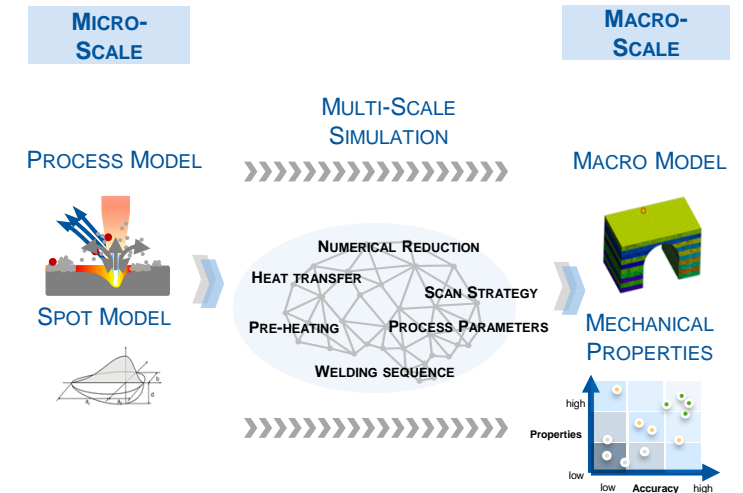 MICRO-
SCALE
MACRO-
SCALE
MULTI-SCALE
SIMULATION
PROCESS MODEL
MACRO MODEL
NUMERICAL REDUCTION
HEAT TRANSFER
SCAN STRATEGY
PRE-HEATING
PROCESS PARAMETERS
WELDING SEQUENCE
SPOT MODEL
MECHANICAL
PROPERTIES
b
d
high
Properties
low
low
Accuracy
high